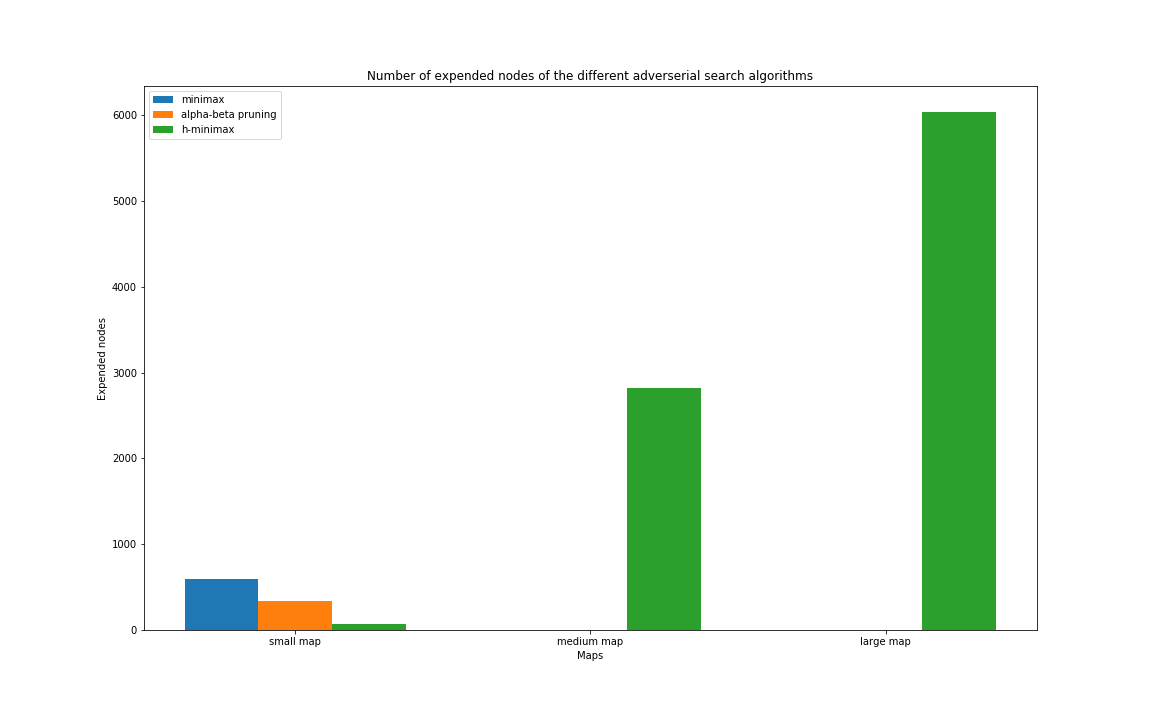 Number of expended nodes of the different adverserial search algorithms
minimax
alpha-beta pruning
h-minimax
6000
5000
4000
3000
2000
1000
0
Expended nodes
small map
medium map
large map
Maps